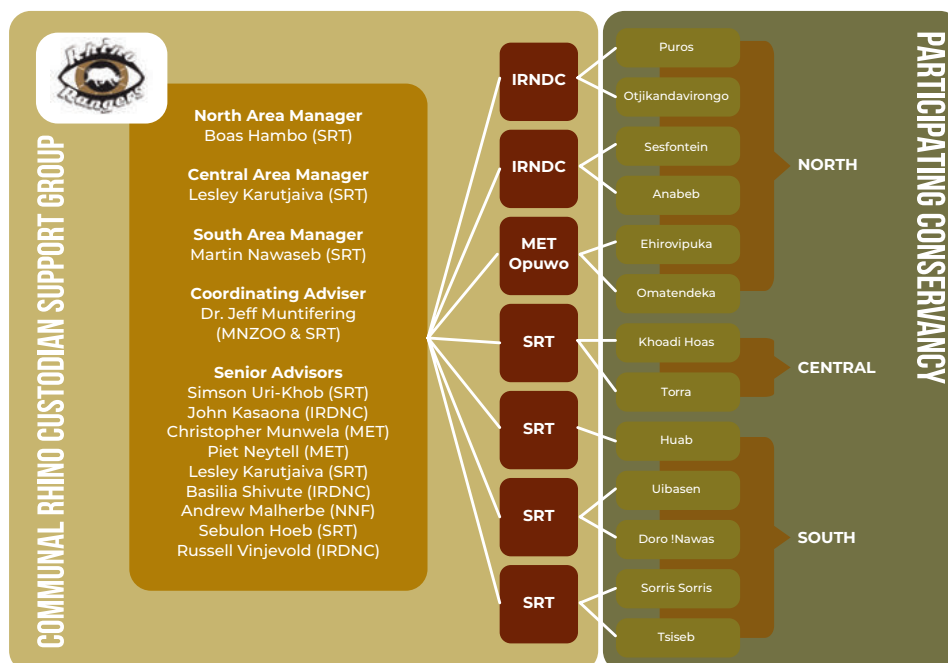 Rhino
Rangers
COMMUNAL RHINO CUSTODIAN SUPPORT GROUP
North Area Manager
Boas Hambo (SRT)
Central Area Manager
Lesley Karutjaiva (SRT)
South Area Manager
Martin Nawaseb (SRT)
Coordinating Adviser
Dr. Jeff Muntifering
(MNZOO & SRT)
Senior Advisors
Simson Uri-Khob (SRT)
John Kasaona (IRDNC)
Christopher Munwela (MET)
Piet Neytell (MET)
Lesley Karutjaiva (SRT)
Basilia Shivute (IRDNC)
Andrew Malherbe (NNF)
Sebulon Hoeb (SRT)
Russell Vinjevold (IRDNC)
IRNDC
IRNDC
MET
Opuwo
SRT
SRT
SRT
SRT
Puros
Otjikandavirongo
Sesfontein
Anabeb
Ehirovipuka
Omatendeka
Khoadi Hoas
Torra
Huab
Uibasen
Doro !Nawas
Sorris Sorris
Tsiseb
NORTH
CENTRAL
SOUTH
PARTICIPATING CONSERVANCY